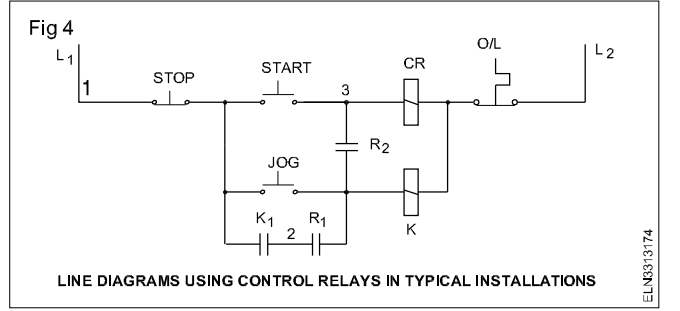 Fig 4
L1
1
STOP
START
3
CR
O/L
L2
R2
JOG
K1
2
R1
K
LINE DIAGRAMS USING CONTROL RELAYS IN TYPICAL INSTALLATIONS
ELN3313174